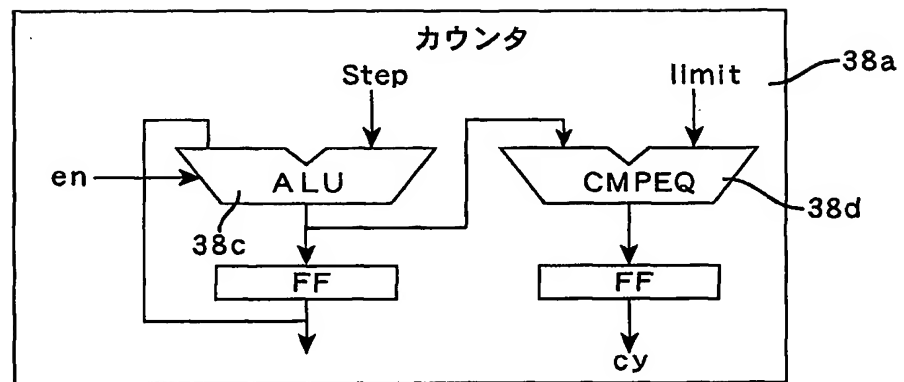 カウンタ
38a
Step
limit
en
ALU
CMPEQ
38c
38d
FF
FF
cy